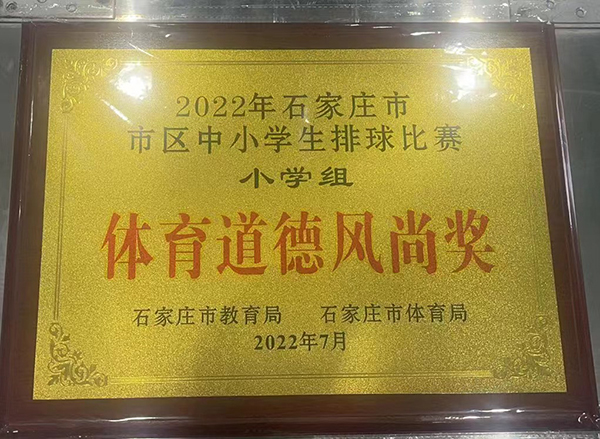 2022年石家庄市
市区中小学生排球比赛
小学组
体育道德风尚奖
石家庄市教育局 石家庄市体育局
2022年7月